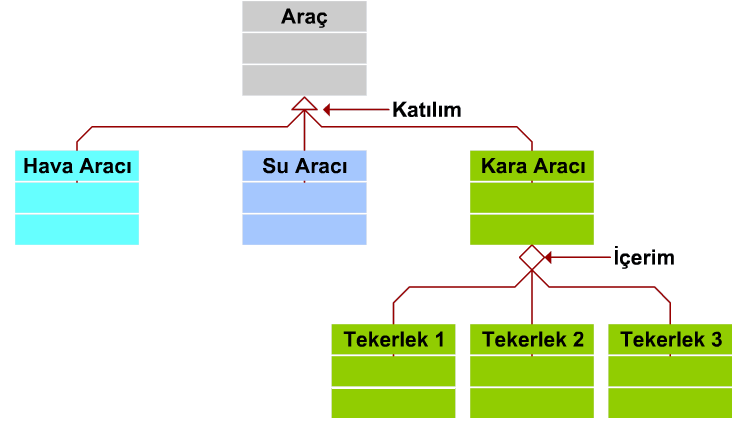 Araç
Katılım
Hava Aracı
Su Aracı
Kara Aracı
İçerim
Tekerlek 1
Tekerlek 2
Tekerlek 3